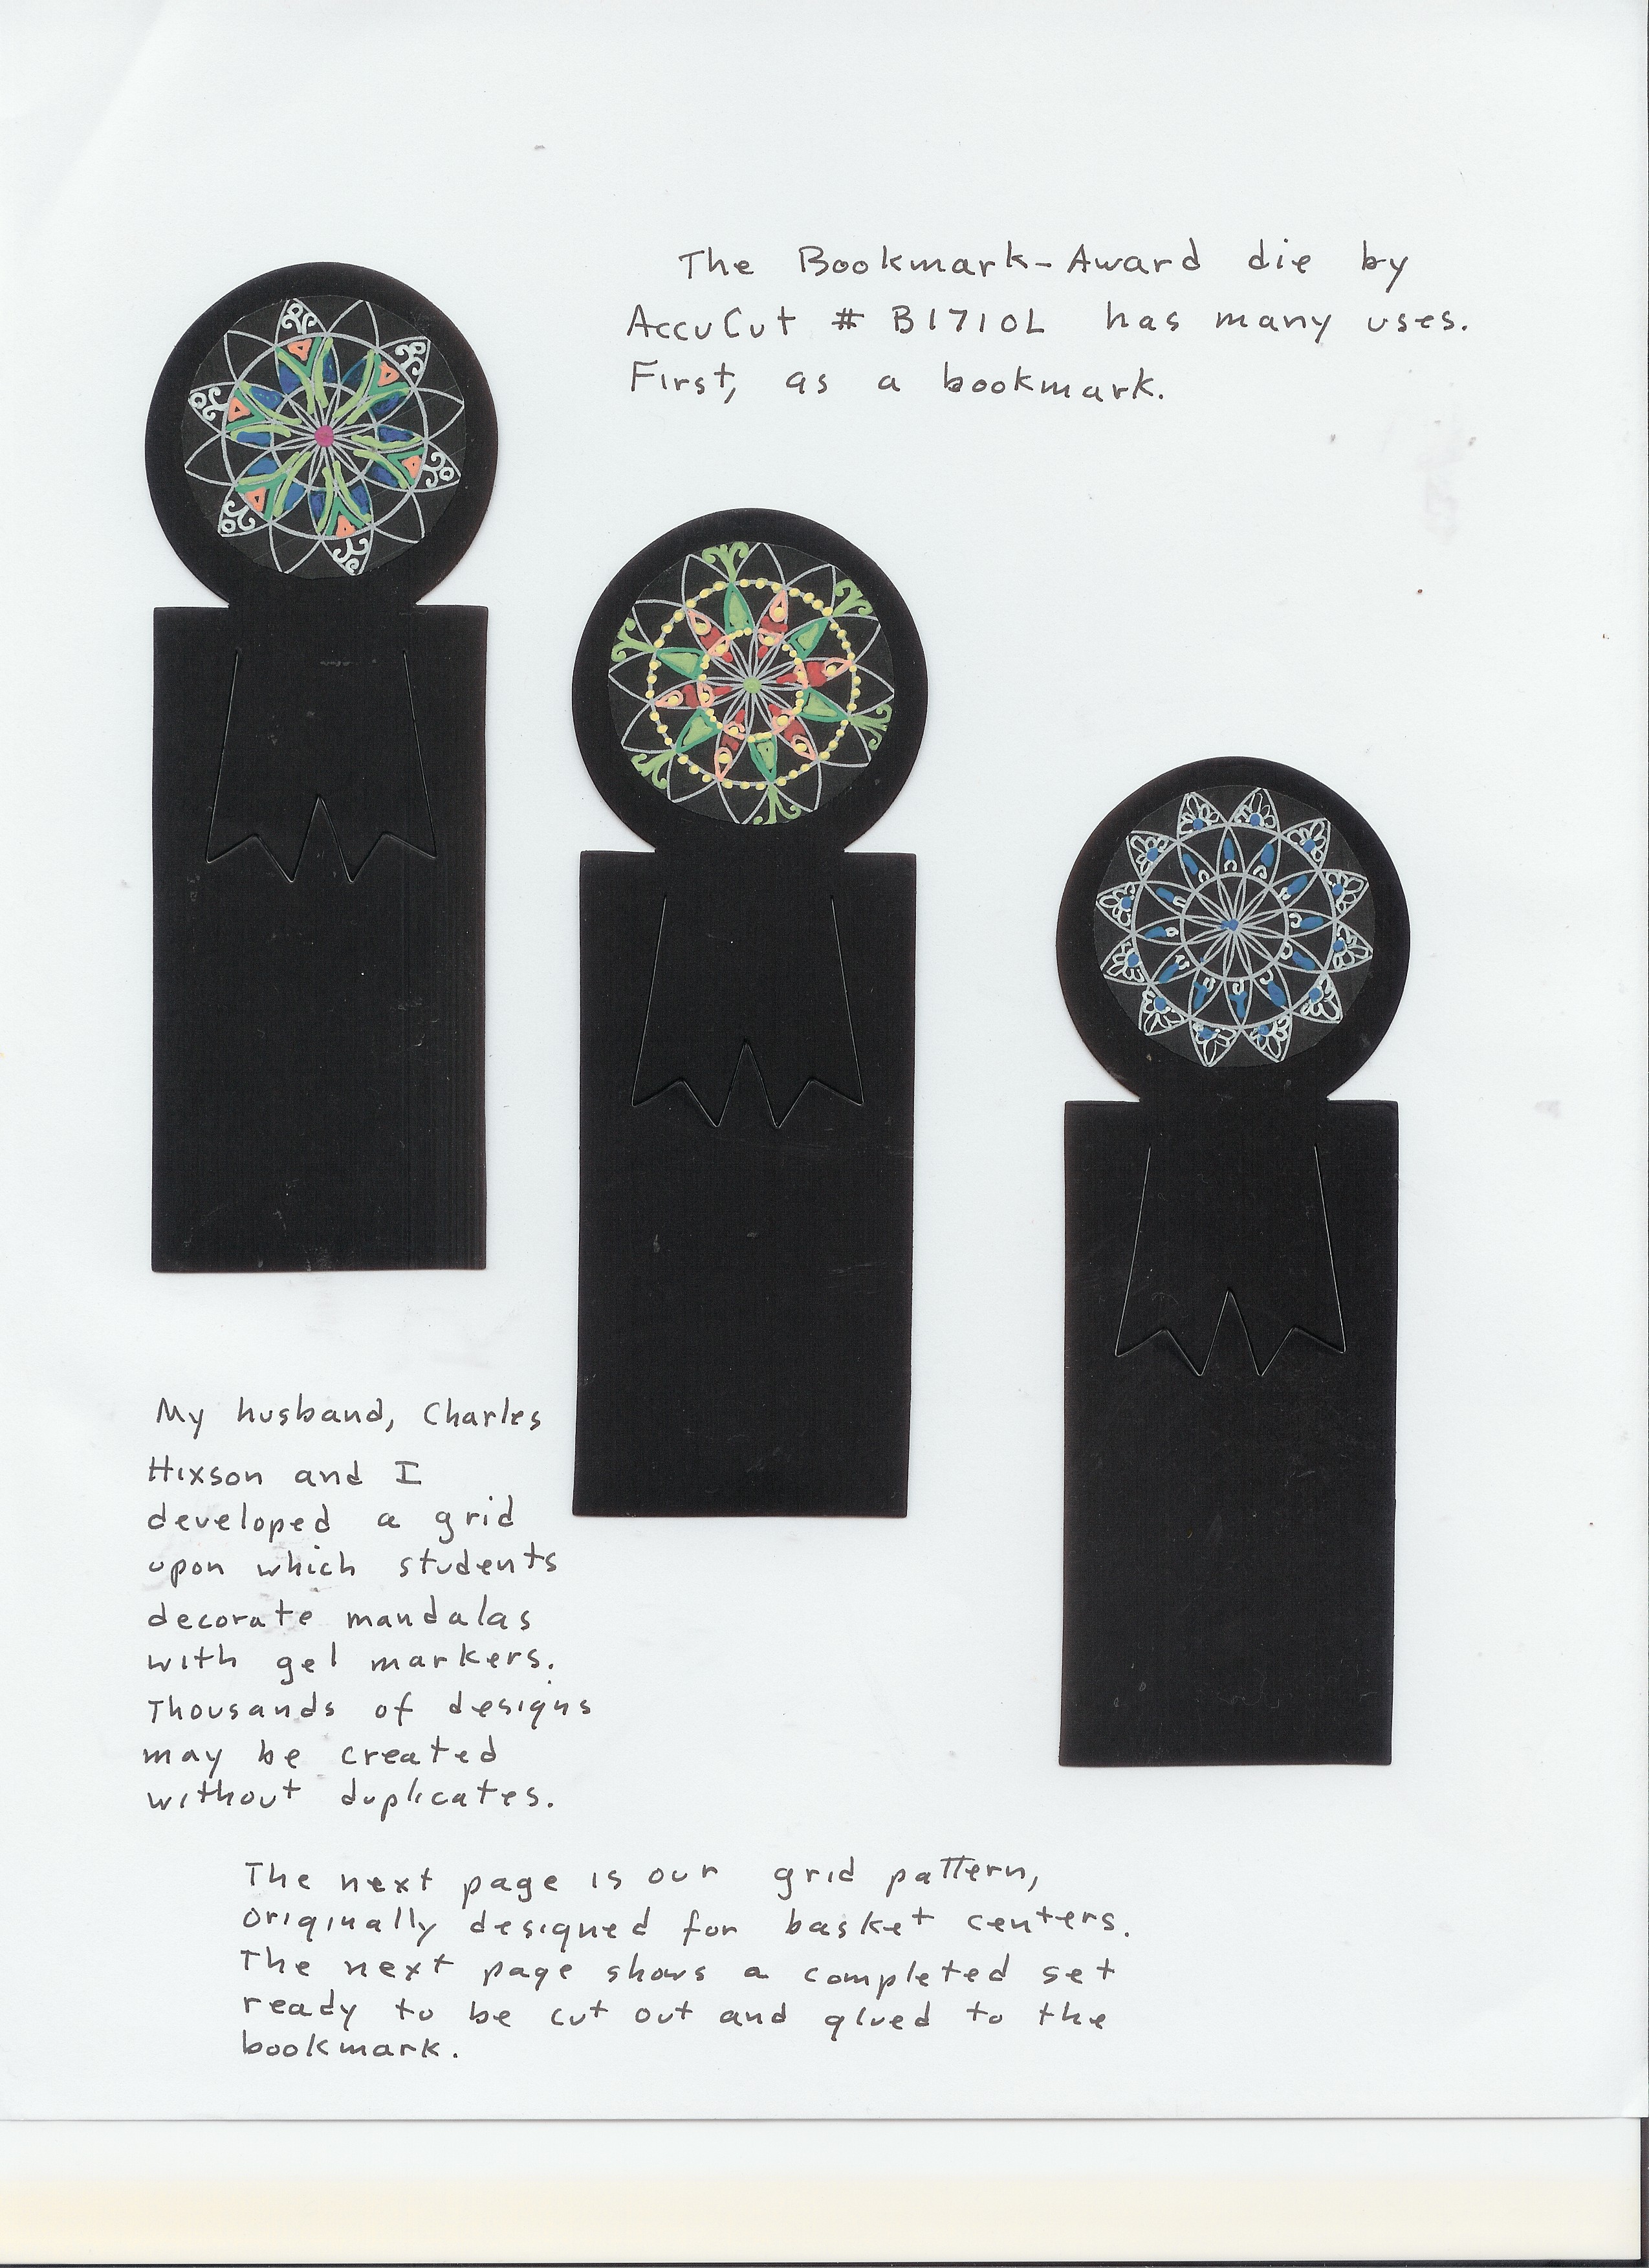 The Bookmark-Award die by
AccuCut # B1710L has many uses.
First, as a bookmark.
My husband, Charles
Hixson and I
developed a grid
upon which students
decorate mandalas
with gel markers.
Thousands of designs
may be created
without duplicates.
The next page is our grid pattern,
originally designed for basket centers.
The next page shows a completed set
ready to be cut out and glued to the
bookmark.